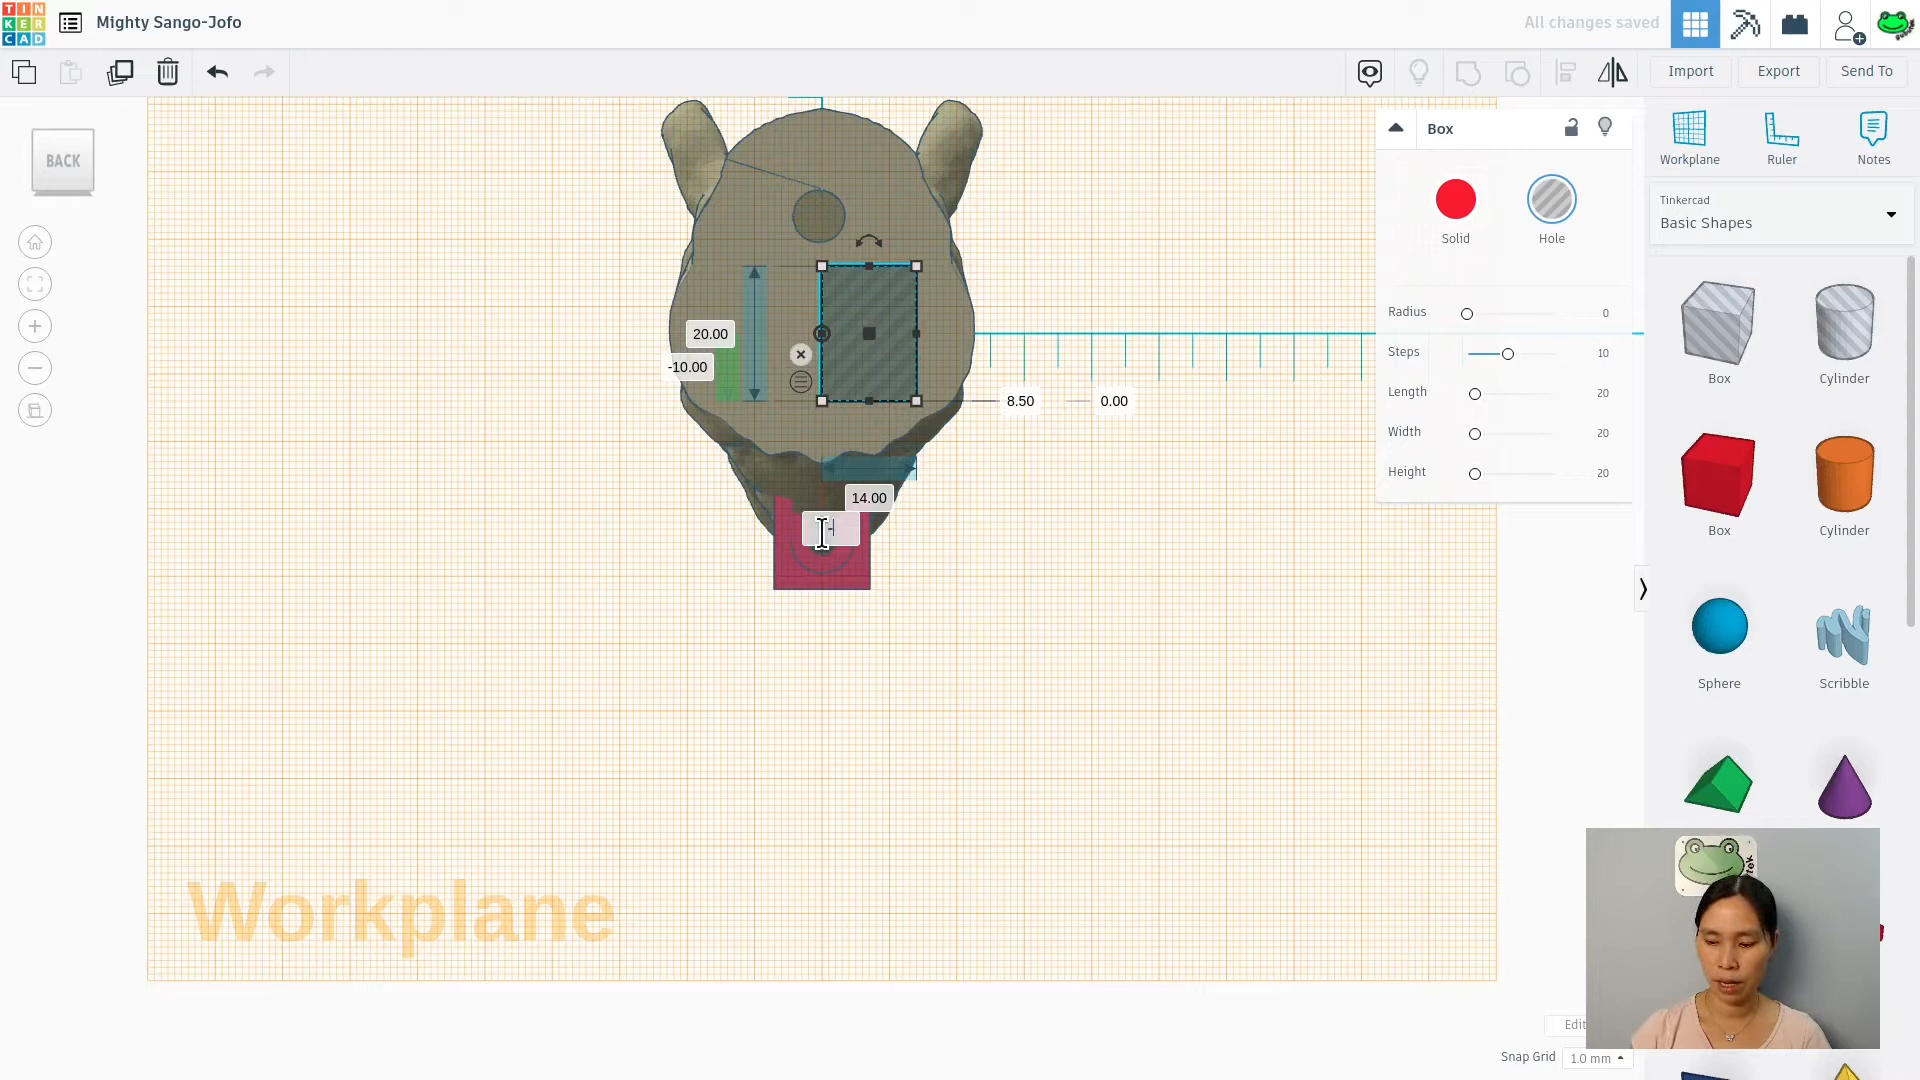 TIN
KER
CAD
Mighty Sango-Jofo
All changes saved
Import
Export
Send To
BACK
Box
Solid
Hole
Radius
0
Steps
10
Length
20
Width
20
Height
20
20.00
-10.00
8.50
0.00
14.00
-
Workplane
Workplane
Ruler
Notes
Tinkercad
Basic Shapes
Box
Cylinder
Box
Cylinder
Sphere
Scribble
Edit
Snap Grid
1.0 mm